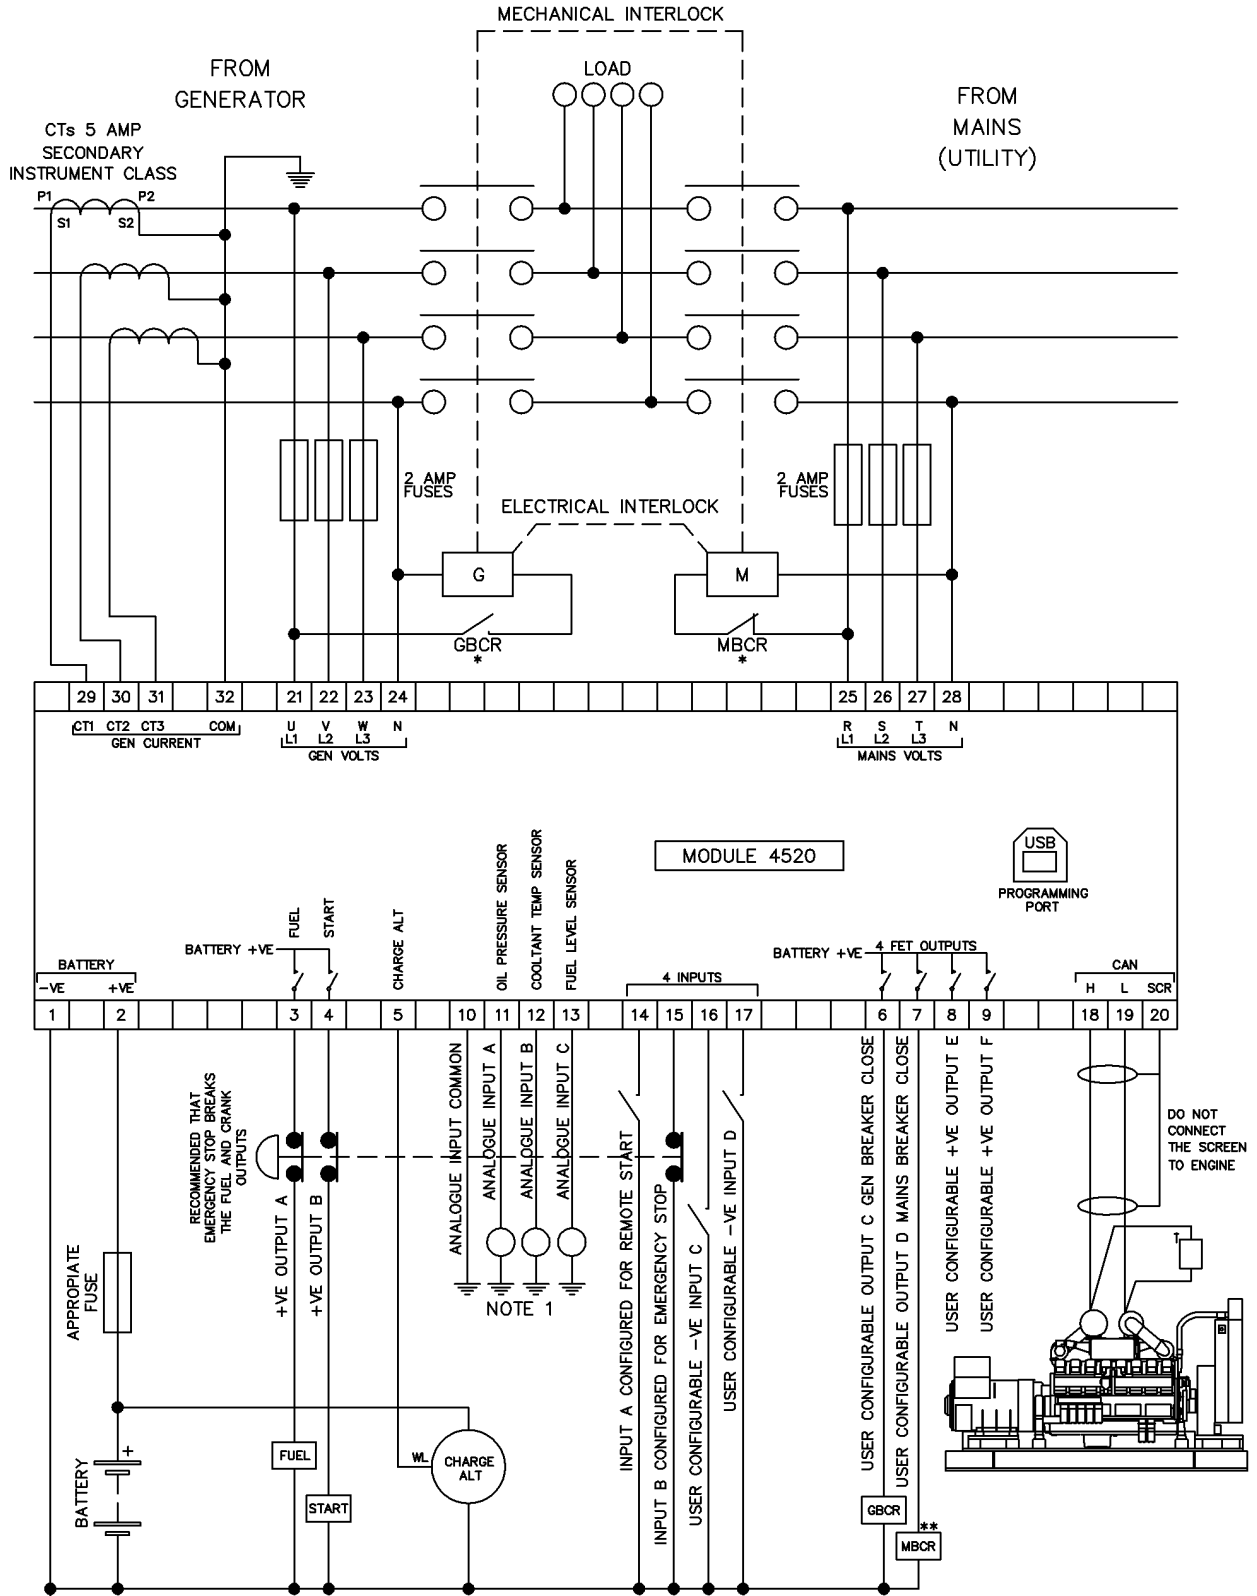 MECHANICAL INTERLOCK
FROM
GENERATOR
LOAD
FROM
MAINS
(UTILITY)
CTs 5 AMP
SECONDARY
INSTRUMENT CLASS
P1
P2
S1
S2
2 AMP
FUSES
2 AMP
FUSES
ELECTRICAL INTERLOCK
G
M
GBCR
*
MBCR
*
29 30 31 32 21 22 23 24 25 26 27 28
CT1 CT2 CT3 COM
GEN CURRENT
U V W N
L1 L2 L3
GEN VOLTS
R S T N
L1 L2 L3
MAINS VOLTS
MODULE 4520
USB
PROGRAMMING
PORT
BATTERY
-VE +VE
BATTERY +VE
FUEL
START
CHARGE ALT
OIL PRESSURE SENSOR
COOLTANT TEMP SENSOR
FUEL LEVEL SENSOR
4 INPUTS
BATTERY +VE
4 FET OUTPUTS
CAN
H L SCR
1 2 3 4 5 10 11 12 13 14 15 16 17 6 7 8 9 18 19 20
RECOMMENDED THAT
EMERGENCY STOP BREAKS
THE FUEL AND CRANK
OUTPUTS
+VE OUTPUT A
+VE OUTPUT B
ANALOGUE INPUT COMMON
ANALOGUE INPUT A
ANALOGUE INPUT B
ANALOGUE INPUT C
NOTE 1
INPUT A CONFIGURED FOR REMOTE START
INPUT B CONFIGURED FOR EMERGENCY STOP
USER CONFIGURABLE -VE INPUT C
USER CONFIGURABLE -VE INPUT D
USER CONFIGURABLE OUTPUT C GEN BREAKER CLOSE
USER CONFIGURABLE OUTPUT D MAINS BREAKER CLOSE
USER CONFIGURABLE +VE OUTPUT E
USER CONFIGURABLE +VE OUTPUT F
DO NOT
CONNECT
THE SCREEN
TO ENGINE
T
APPROPIATE
FUSE
+
BATTERY
FUEL
START
WL
CHARGE
ALT
GBCR
**
MBCR